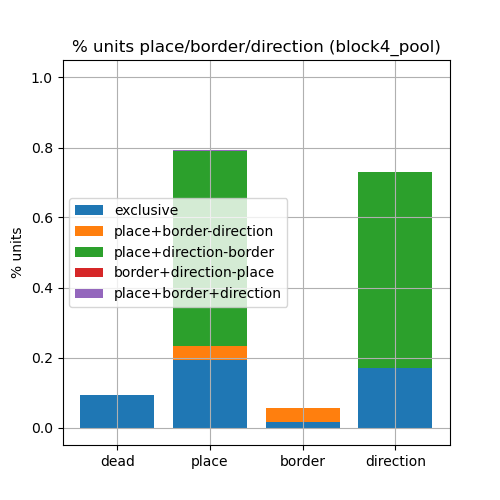 % units place/border/direction (block4_pool)
1.0
0.8
0.6
0.4
0.2
0.0
% units
exclusive
place+border-direction
place+direction-border
border+direction-place
place+border+direction
dead place border direction